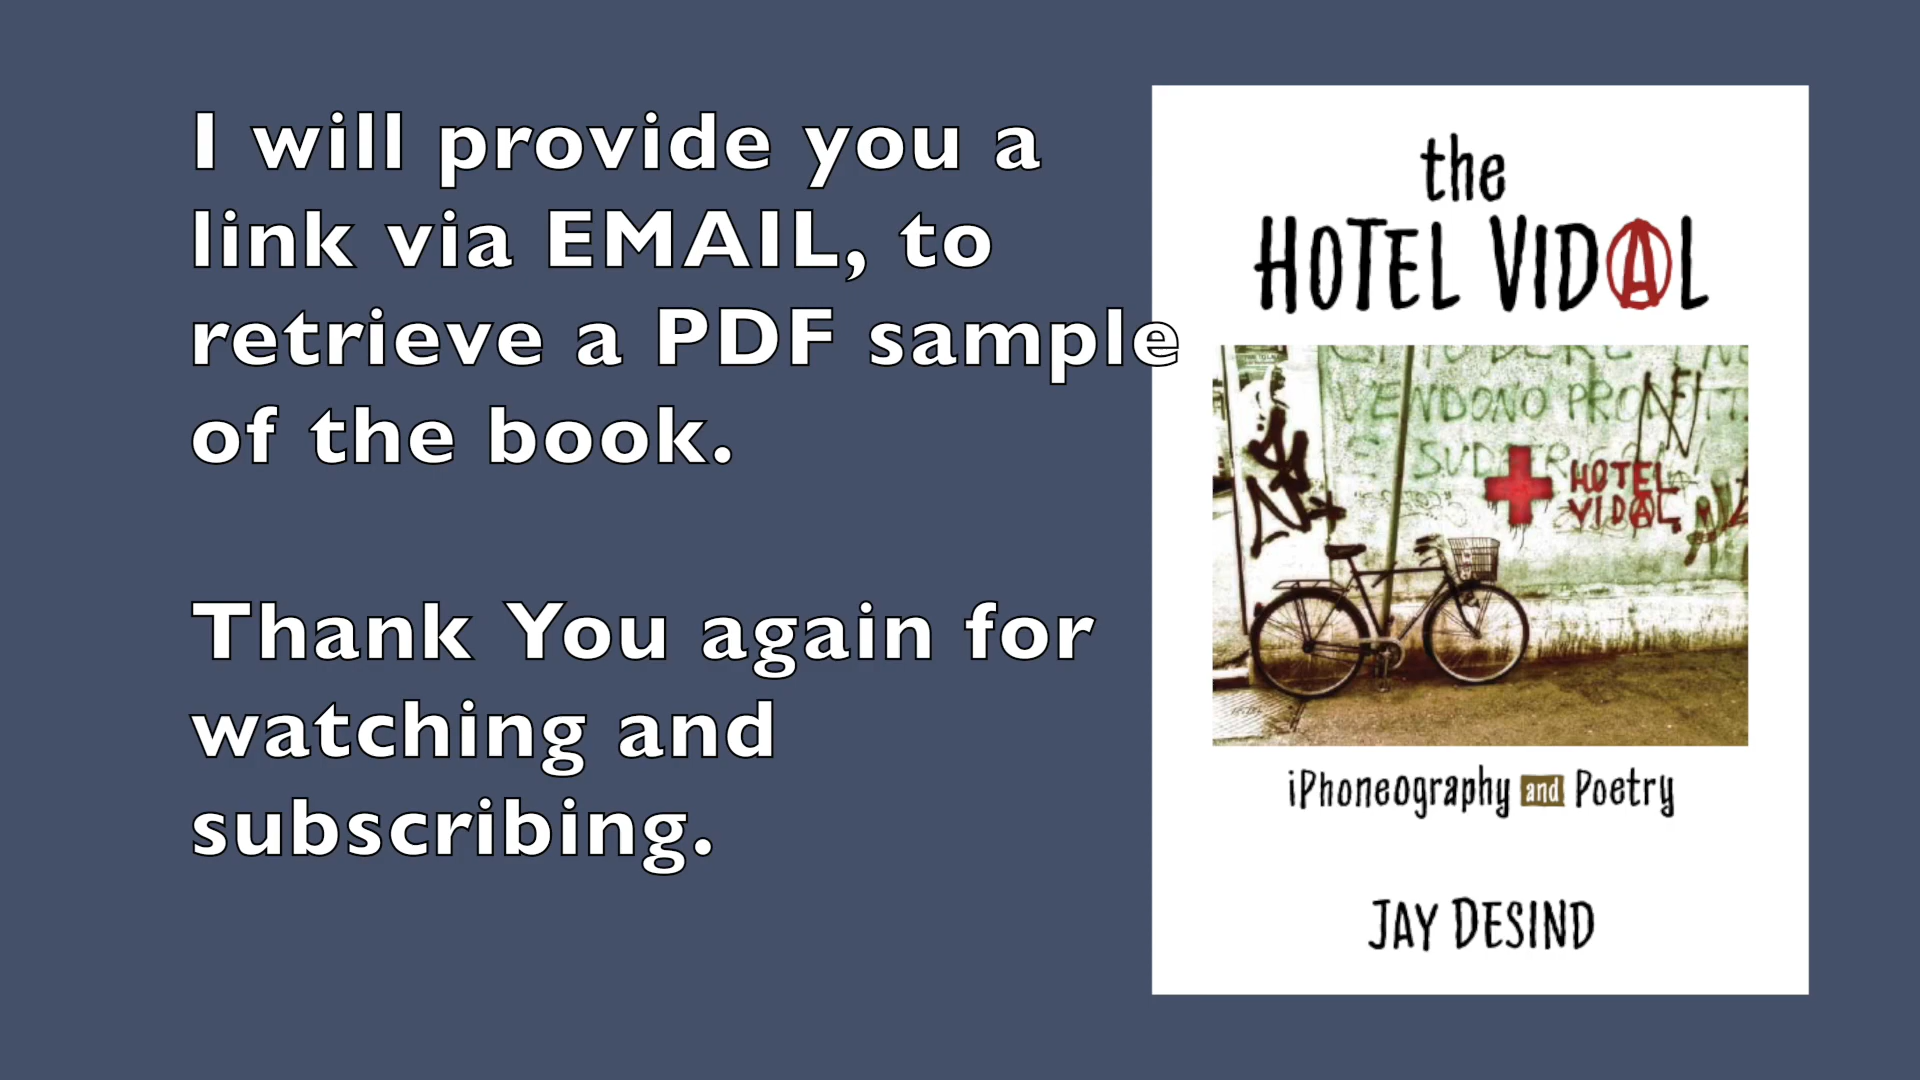 I will provide you a
link via EMAIL, to
retrieve a PDF sample
of the book.
Thank You again for
watching and
subscribing.
the
HOTEL VIDAL
VENDONO PRO
HOTEL
VIDAL
iPhoneography and Poetry
JAY DESIND